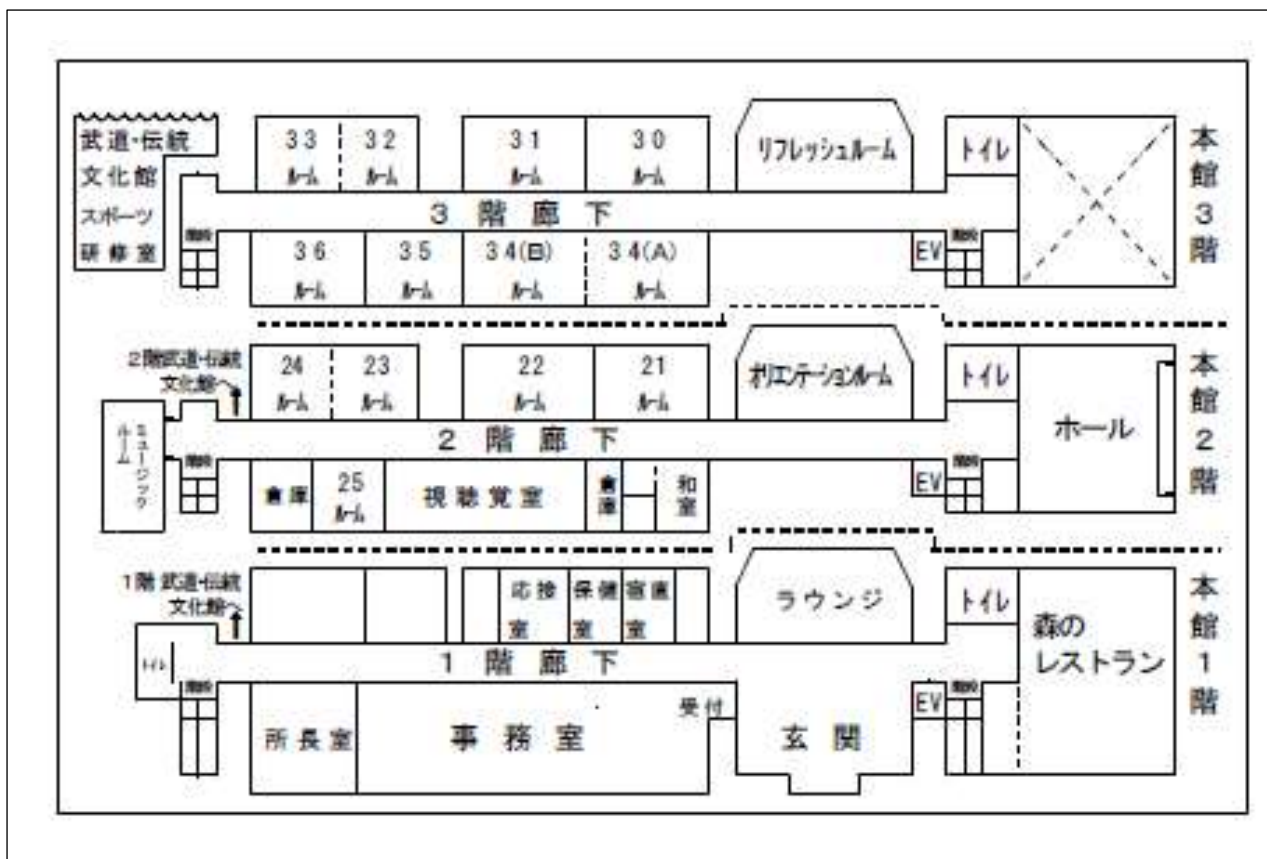 武道・伝統
文化館
スポーツ
研修室
33
ルーム
32
ルーム
31
ルーム
30
ルーム
リフレッシュルーム
トイレ
本館3階
3階廊下
階段
36
ルーム
35
ルーム
34(B)
ルーム
34(A)
ルーム
EV
階段
2階武道・伝統
文化館へ
24
ルーム
23
ルーム
22
ルーム
21
ルーム
オリエンテーションルーム
トイレ
ホール
本館2階
ミュージック
ルーム
2階廊下
階段
倉庫
25
ルーム
視聴覚室
倉庫
和室
EV
階段
1階武道・伝統
文化館へ
応接室
保健室
宿直室
ラウンジ
トイレ
森の
レストラン
本館1階
トイレ
1階廊下
階段
所長室
事務室
受付
玄関
EV
階段